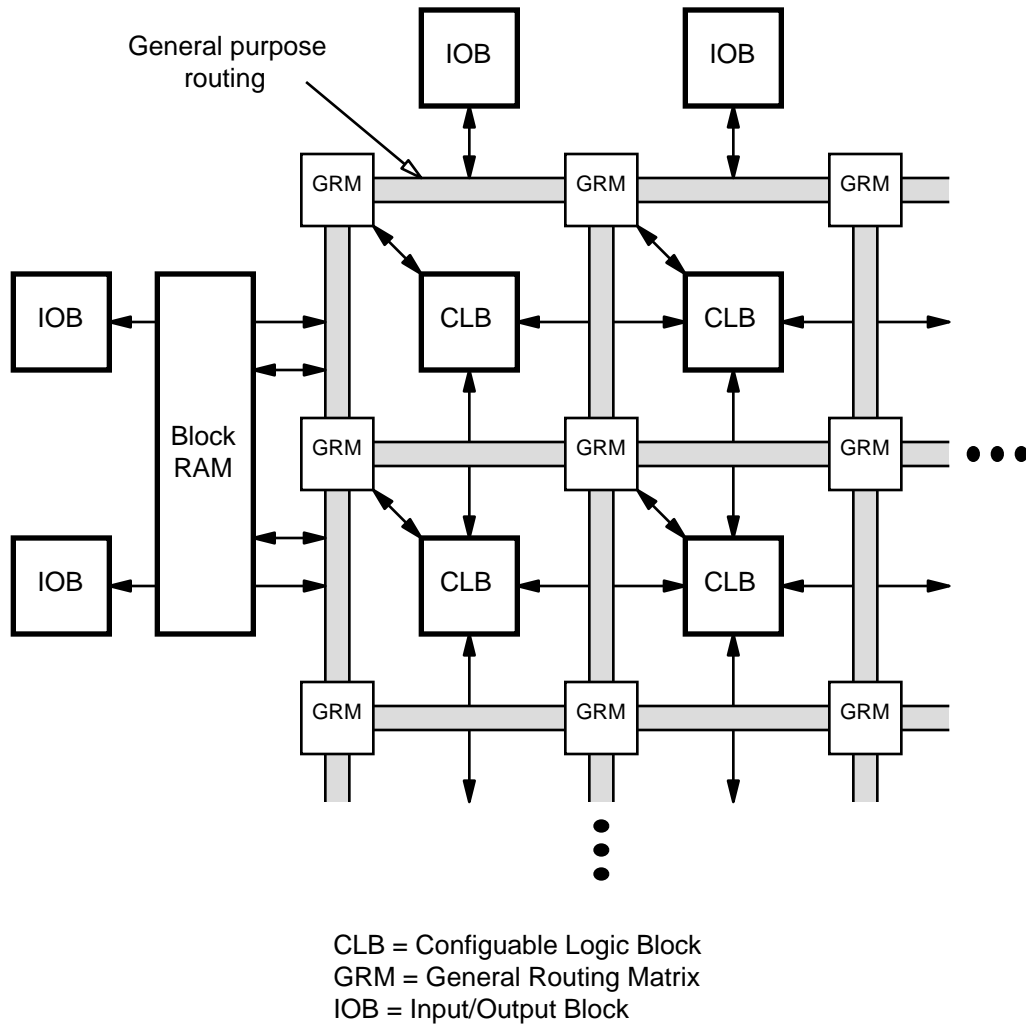 General purpose
routing
IOB
IOB
GRM
GRM
GRM
IOB
CLB
CLB
Block
RAM
GRM
GRM
GRM
IOB
CLB
CLB
GRM
GRM
GRM
CLB = Configuable Logic Block
GRM = General Routing Matrix
IOB = Input/Output Block